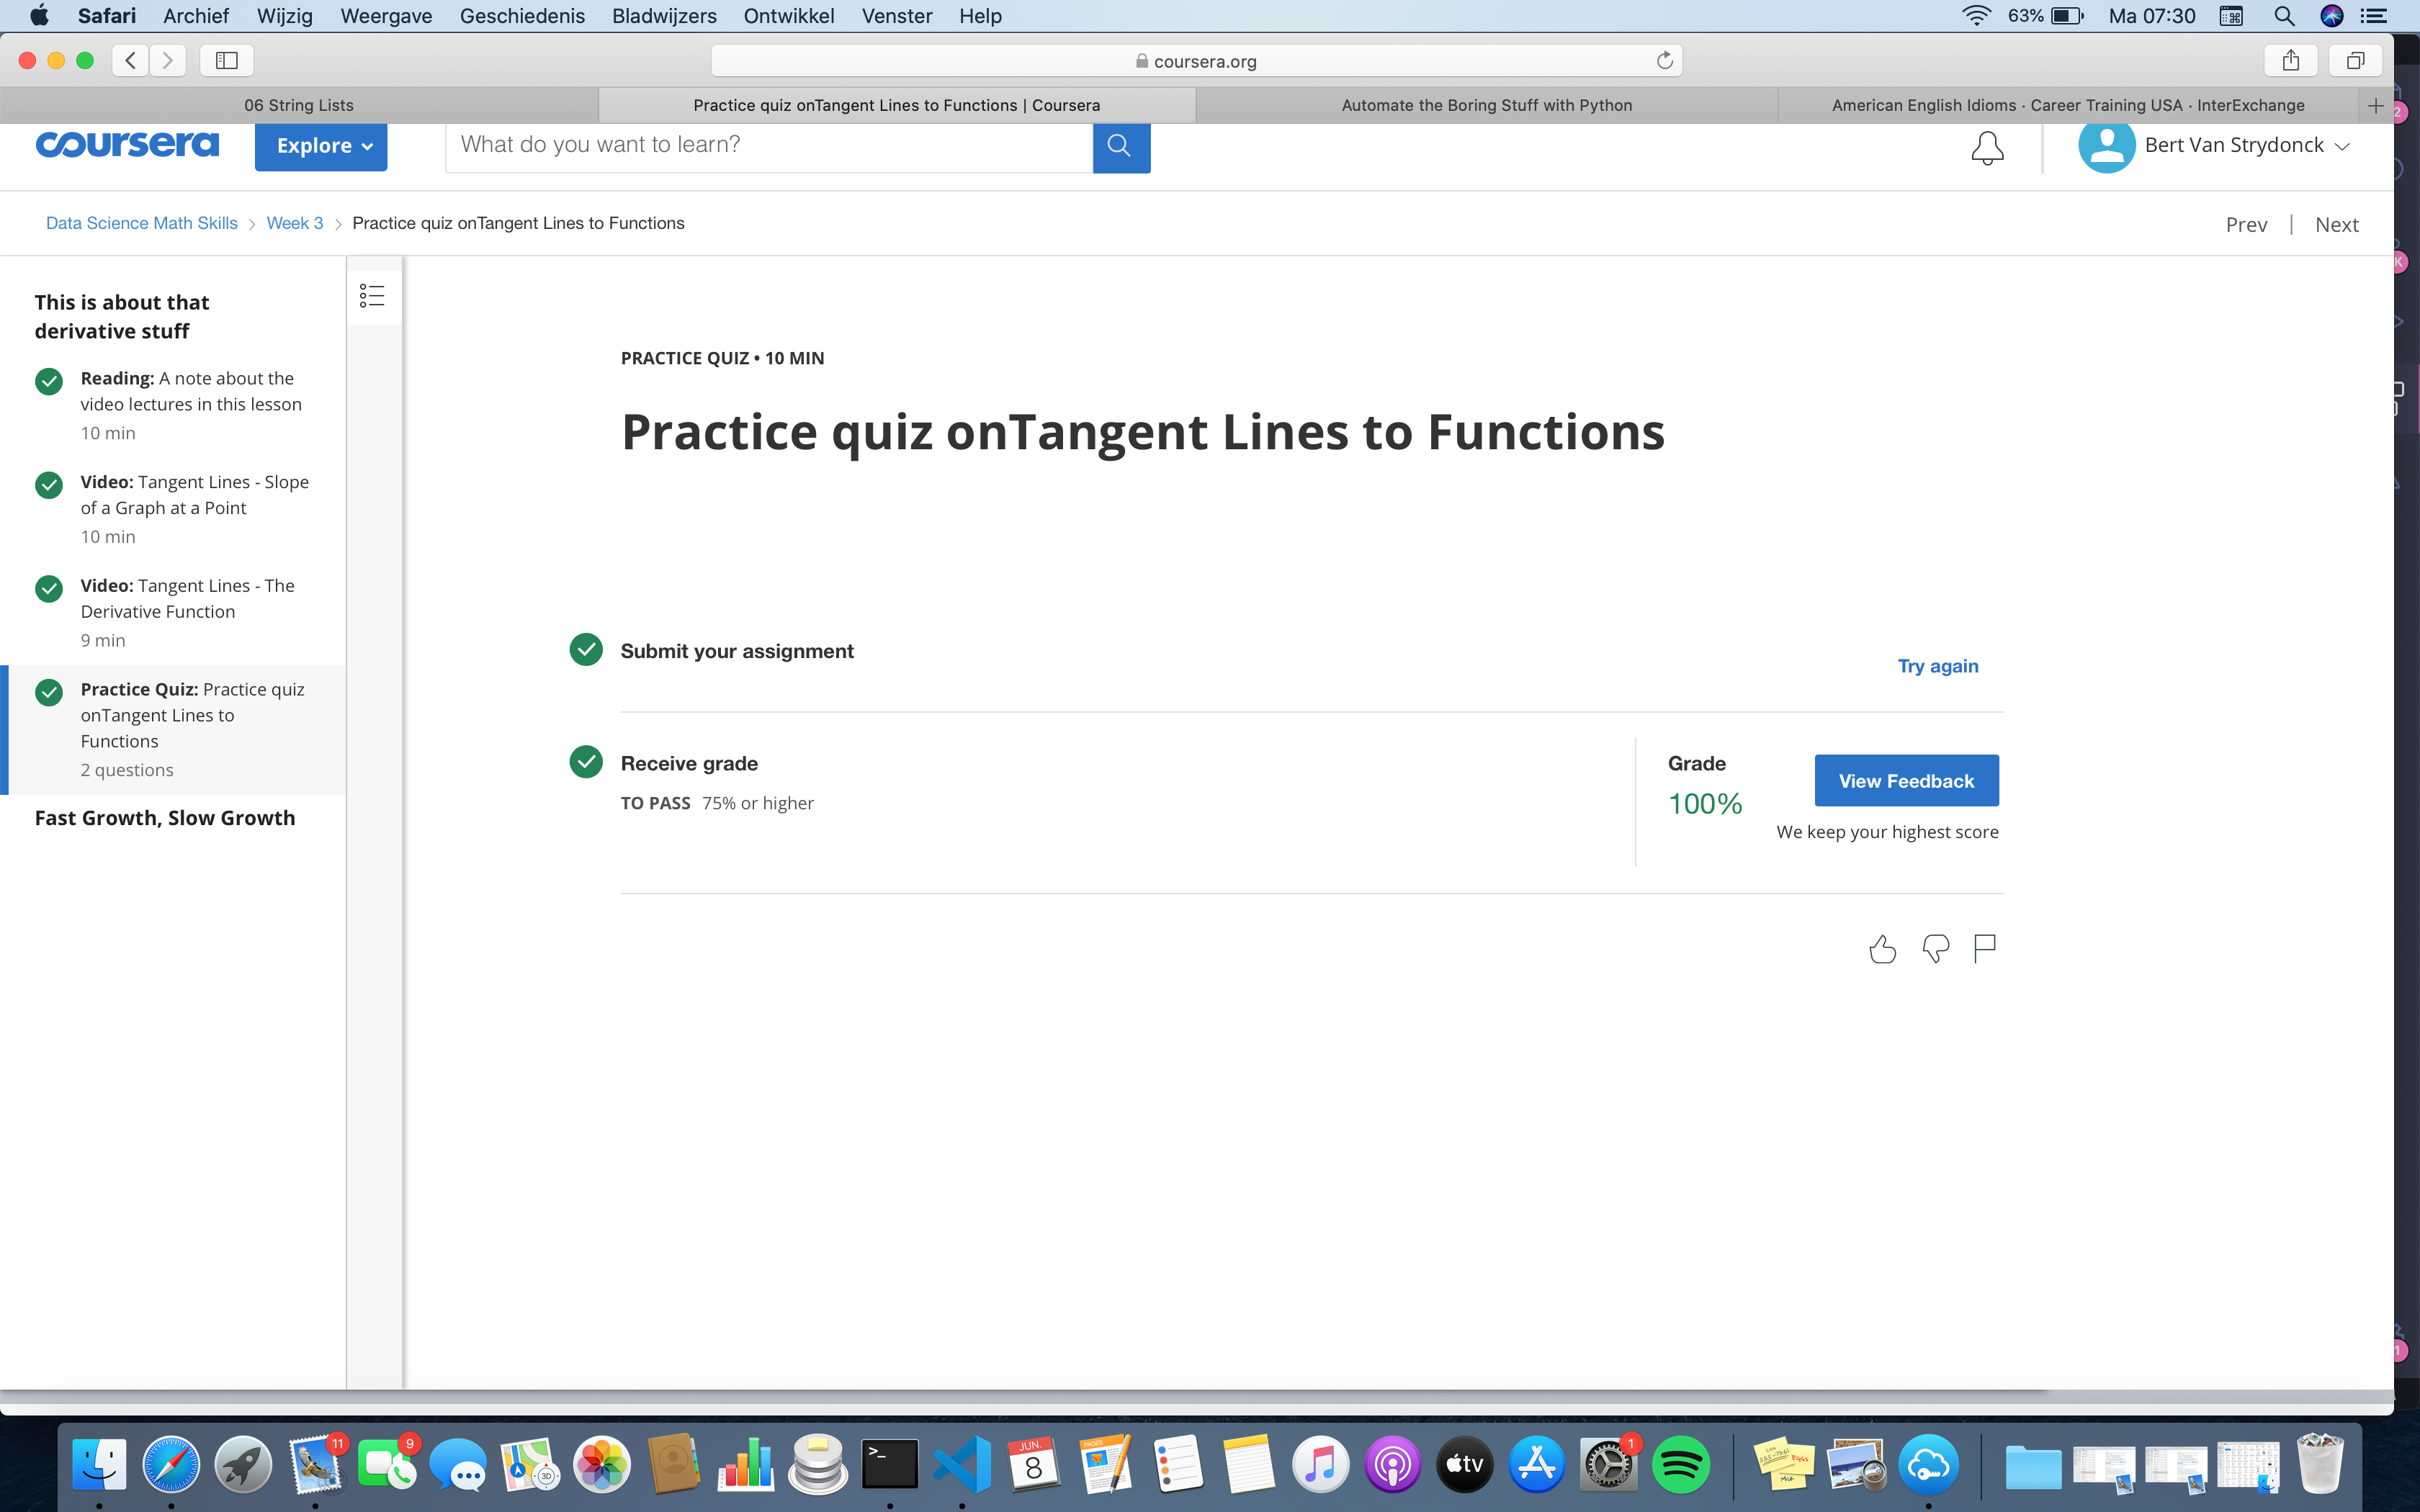 Safari Archief Wijzig Weergave Geschiedenis Bladwijzers Ontwikkel Venster Help 63% Ma 07:30
coursera.org
06 String Lists
Practice quiz onTangent Lines to Functions | Coursera
Automate the Boring Stuff with Python
American English Idioms · Career Training USA · InterExchange
coursera
Explore
What do you want to learn?
Bert Van Strydonck
Data Science Math Skills > Week 3 > Practice quiz onTangent Lines to Functions
Prev | Next
This is about that
derivative stuff
Reading: A note about the
video lectures in this lesson
10 min
Video: Tangent Lines - Slope
of a Graph at a Point
10 min
Video: Tangent Lines - The
Derivative Function
9 min
Practice Quiz: Practice quiz
onTangent Lines to
Functions
2 questions
Fast Growth, Slow Growth
PRACTICE QUIZ • 10 MIN
Practice quiz onTangent Lines to Functions
Submit your assignment
Try again
Receive grade
TO PASS 75% or higher
Grade
100%
View Feedback
We keep your highest score
2
K
1
11
9
3D
>_
JUN.
8
PAGES
tv
1